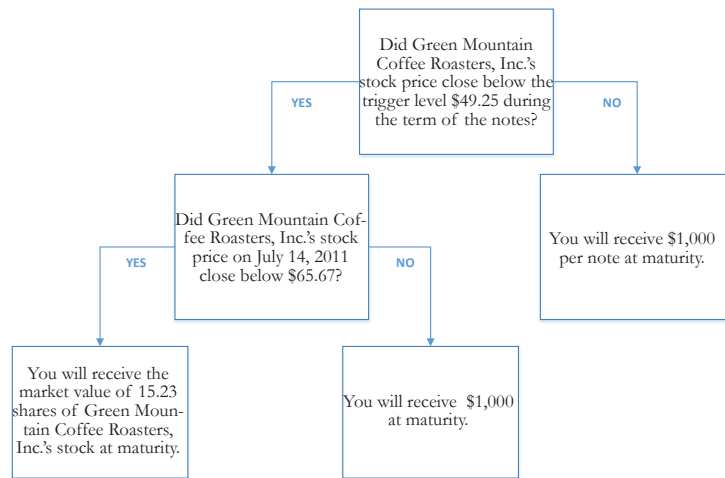 Did Green Mountain
Coffee Roasters, Inc.'s
stock price close below the
trigger level $49.25 during
the term of the notes?
YES
NO
Did Green Mountain Cof-
fee Roasters, Inc.'s stock
price on July 14, 2011
close below $65.67?
You will receive $1,000
per note at maturity.
YES
NO
You will receive the
market value of 15.23
shares of Green Moun-
tain Coffee Roasters,
Inc.'s stock at maturity.
You will receive $1,000
at maturity.